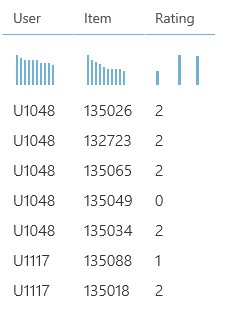 User Item Rating
U1048 135026 2
U1048 132723 2
U1048 135065 2
U1048 135049 0
U1048 135034 2
U1117 135088 1
U1117 135018 2